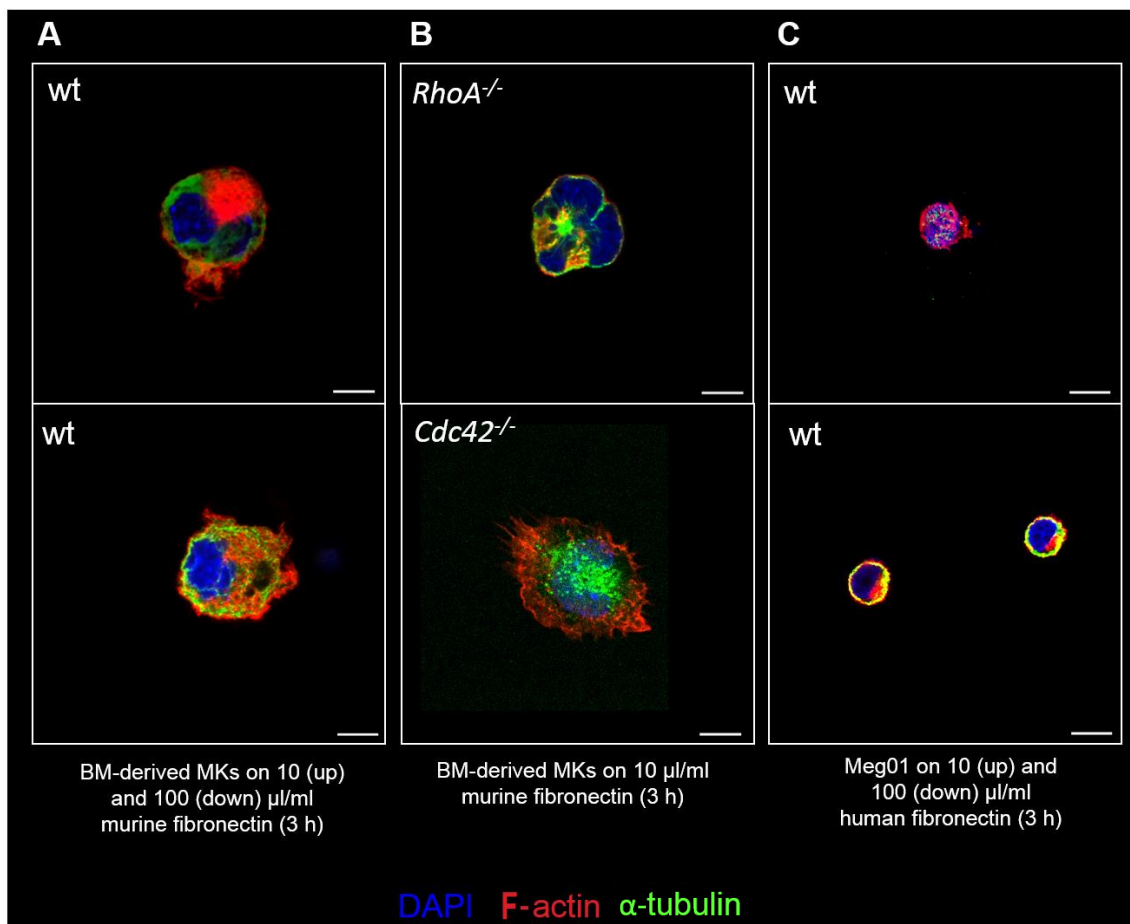 A
B
C
wt
RhoA-/-
wt
wt
Cdc42-/-
wt
BM-derived MKs on 10 (up)
and 100 (down) µl/ml
murine fibronectin (3 h)
BM-derived MKs on 10 µl/ml
murine fibronectin (3 h)
Meg01 on 10 (up) and
100 (down) µl/ml
human fibronectin (3 h)
DAPI F-actin α-tubulin